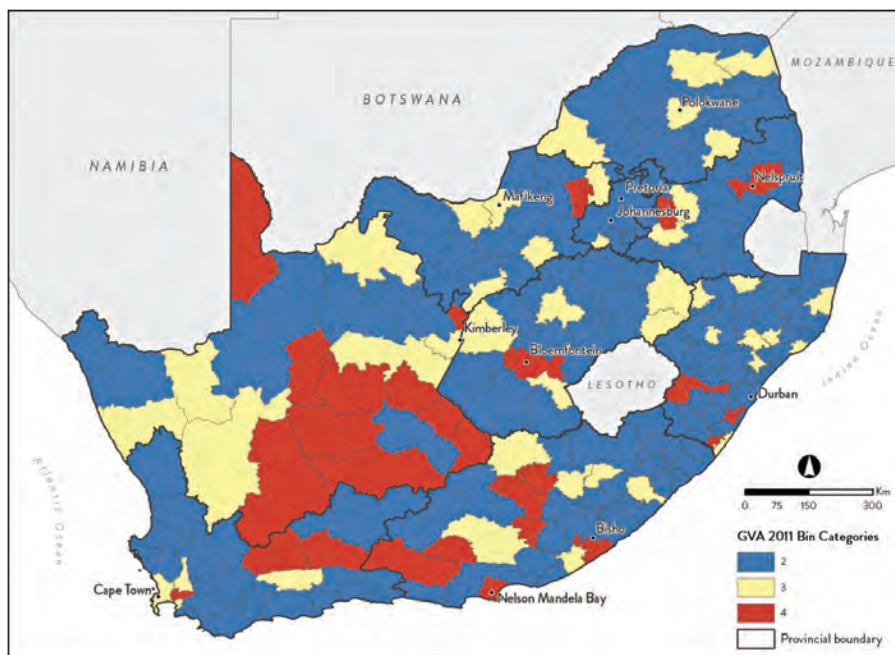 MOZAMBIQUE
BOTSWANA
Polokwane
NAMIBIA
Mafikeng
Pretoria
Nelspruit
Johannesburg
Kimberley
Bloemfontein
LESOTHO
Durban
Indian Ocean
Atlantic Ocean
Bisho
Cape Town
Nelson Mandela Bay
0 75 150 300 Km
GVA 2011 Bin Categories
2
3
4
Provincial boundary